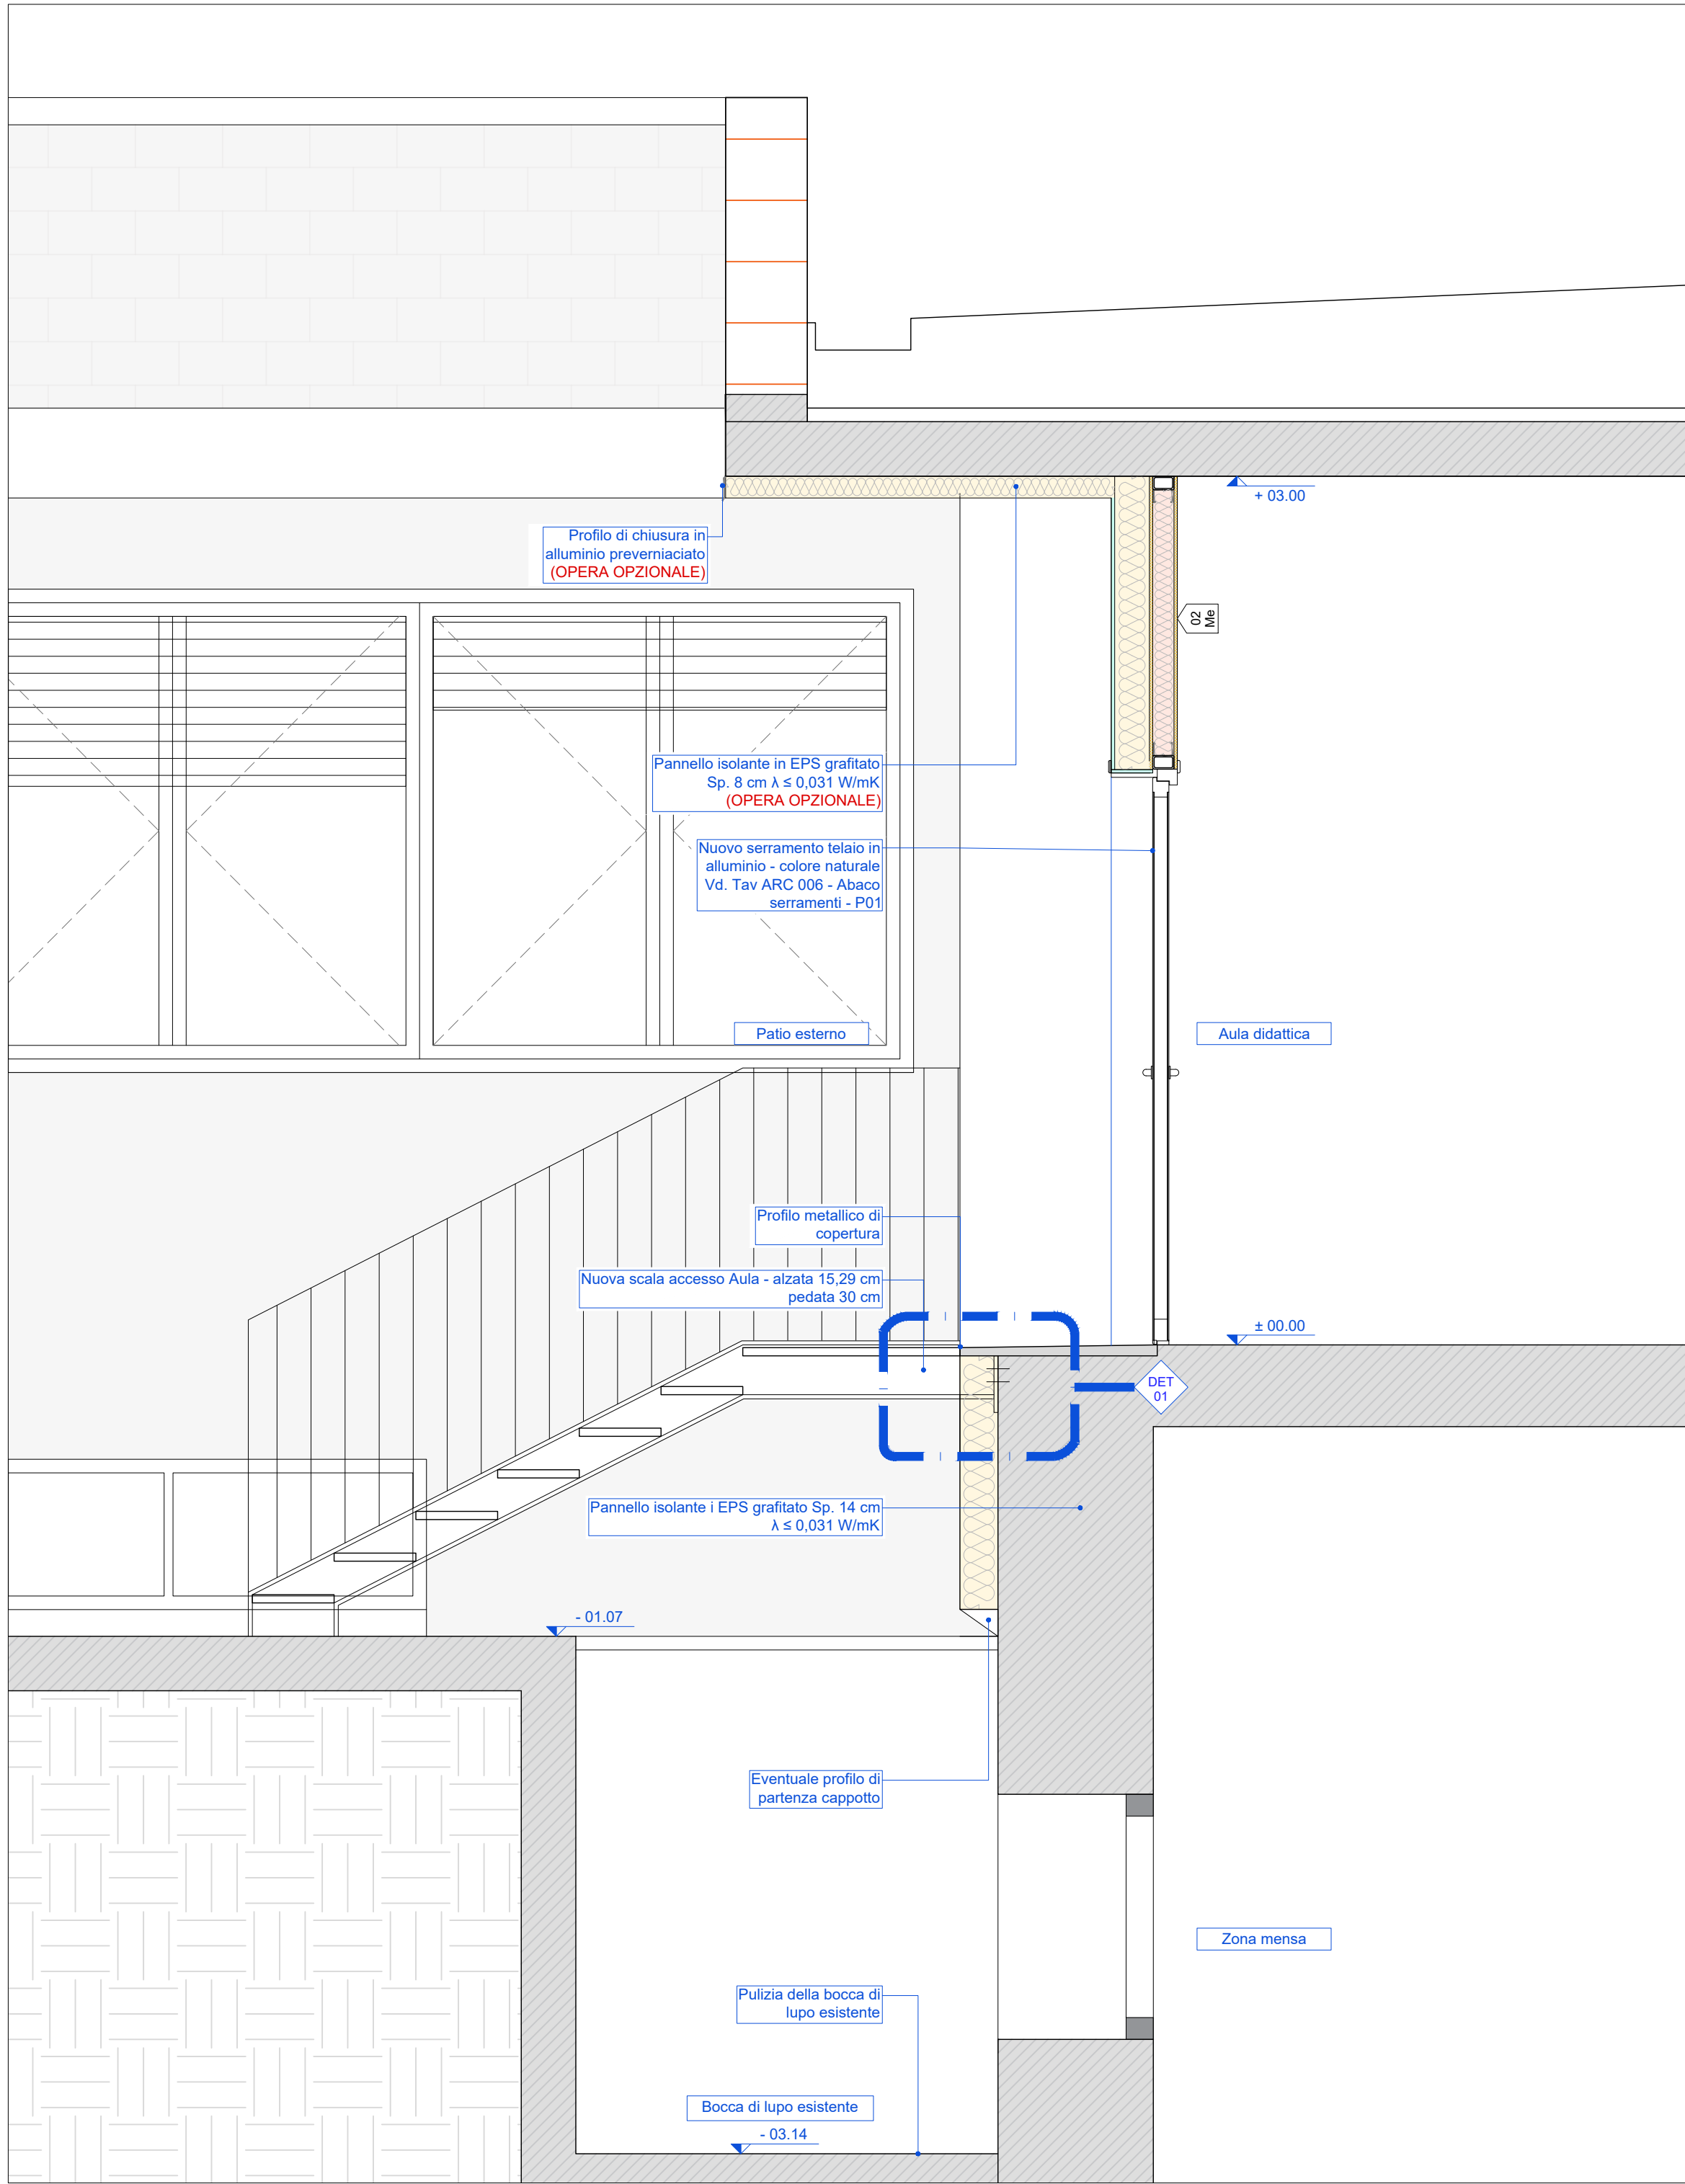 + 03.00
Profilo di chiusura in
alluminio preverniaciato
(OPERA OPZIONALE)
02
Me
Pannello isolante in EPS grafitato
Sp. 8 cm λ ≤ 0,031 W/mK
(OPERA OPZIONALE)
Nuovo serramento telaio in
alluminio - colore naturale
Vd. Tav ARC 006 - Abaco
serramenti - P01
Patio esterno
Aula didattica
Profilo metallico di
copertura
Nuova scala accesso Aula - alzata 15,29 cm
pedata 30 cm
± 00.00
DET
01
Pannello isolante i EPS grafitato Sp. 14 cm
λ ≤ 0,031 W/mK
- 01.07
Eventuale profilo di
partenza cappotto
Zona mensa
Pulizia della bocca di
lupo esistente
Bocca di lupo esistente
- 03.14